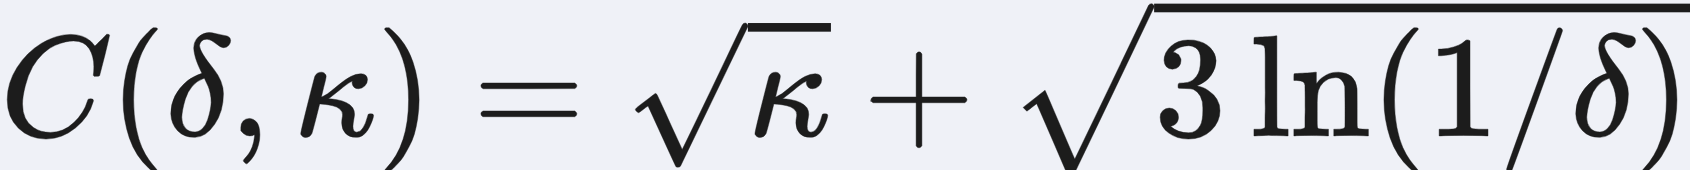 C(δ, κ) = √κ + √3 ln(1/δ)